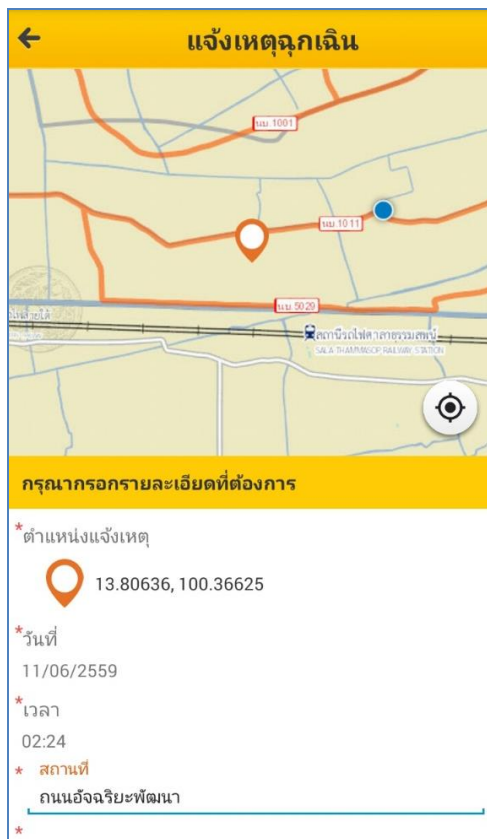 แจ้งเหตุฉุกเฉิน
นบ.1001
นบ.1011
นบ.5029
สถานีรถไฟศาลาธรรมสพน์
SALA THAMMASOP RAILWAY STATION
กรุณากรอกรายละเอียดที่ต้องการ
*ตำแหน่งแจ้งเหตุ
13.80636, 100.36625
*วันที่
11/06/2559
*เวลา
02:24
* สถานที่
ถนนอัจฉริยะพัฒนา
*